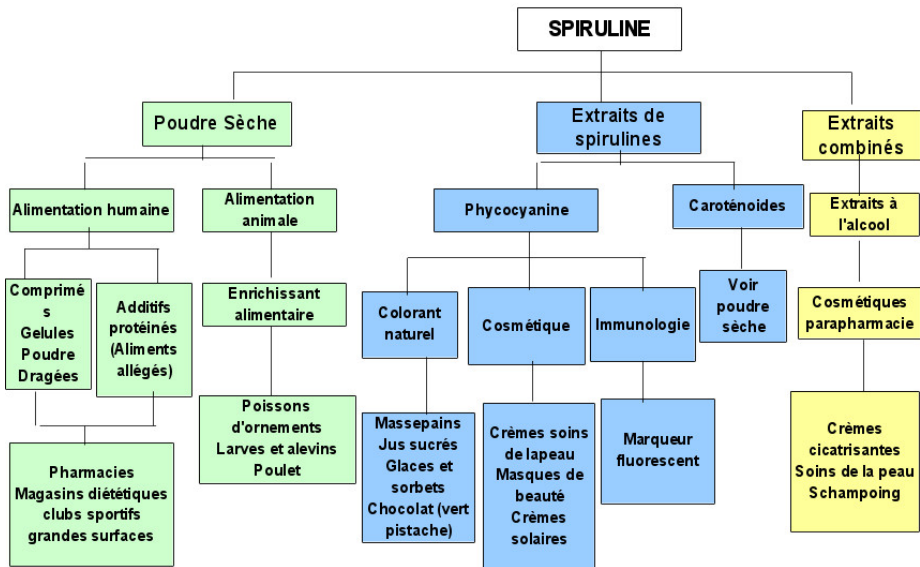 SPIRULINE
Poudre Sèche
Extraits de
spirulines
Extraits
combinés
Alimentation humaine
Alimentation
animale
Phycocyanine
Caroténoides
Extraits à
l'alcool
Comprimé
s
Gelules
Poudre
Dragées
Additifs
protéinés
(Aliments
allégés)
Enrichissant
alimentaire
Colorant
naturel
Cosmétique
Immunologie
Voir
poudre
sèche
Cosmétiques
parapharmacie
Pharmacies
Magasins diététiques
clubs sportifs
grandes surfaces
Poissons
d'ornements
Larves et alevins
Poulet
Massepains
Jus sucrés
Glaces et
sorbets
Chocolat (vert
pistache)
Crèmes soins
de lapeau
Masques de
beauté
Crèmes
solaires
Marqueur
fluorescent
Crèmes
cicatrisantes
Soins de la peau
Schampoing